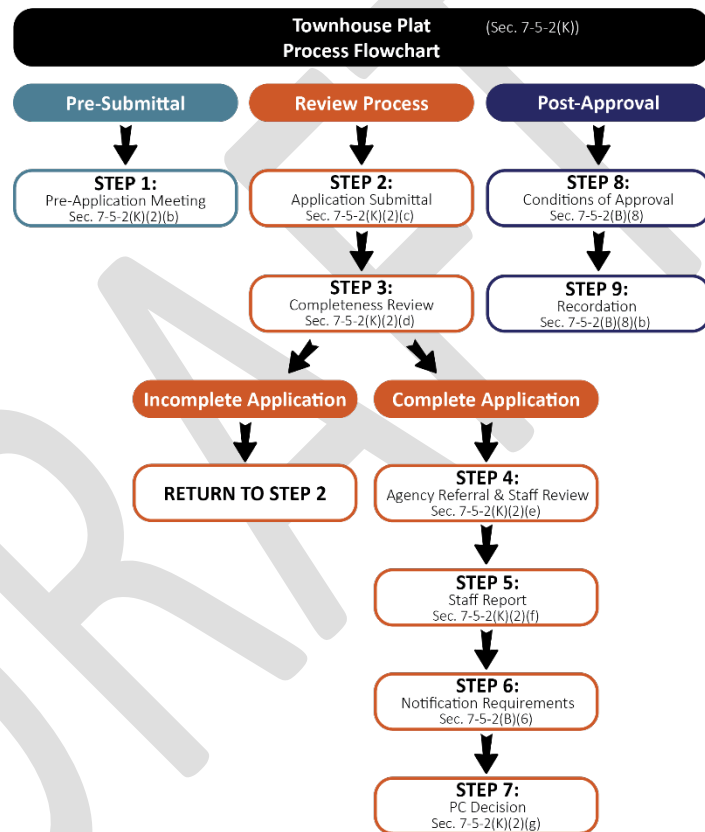 Townhouse Plat (Sec. 7-5-2(K))
Process Flowchart
Pre-Submittal
Review Process
Post-Approval
STEP 1:
Pre-Application Meeting
Sec. 7-5-2(K)(2)(b)
STEP 2:
Application Submittal
Sec. 7-5-2(K)(2)(c)
STEP 8:
Conditions of Approval
Sec. 7-5-2(B)(8)
STEP 3:
Completeness Review
Sec. 7-5-2(K)(2)(d)
STEP 9:
Recordation
Sec. 7-5-2(B)(8)(b)
Incomplete Application
Complete Application
RETURN TO STEP 2
STEP 4:
Agency Referral & Staff Review
Sec. 7-5-2(K)(2)(e)
STEP 5:
Staff Report
Sec. 7-5-2(K)(2)(f)
STEP 6:
Notification Requirements
Sec. 7-5-2(B)(6)
STEP 7:
PC Decision
Sec. 7-5-2(K)(2)(g)
DRAFT